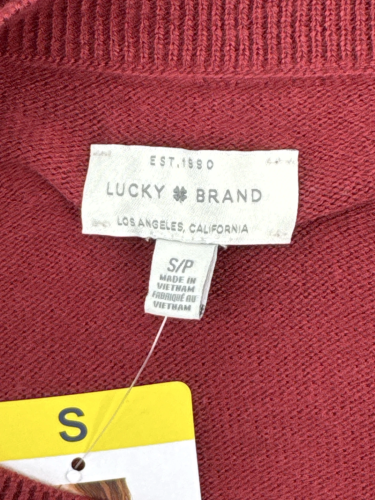 EST.1990
LUCKY BRAND
LOS ANGELES, CALIFORNIA
S/P
MADE IN
VIETNAM
FABRIQUÉ AU
VIETNAM
S